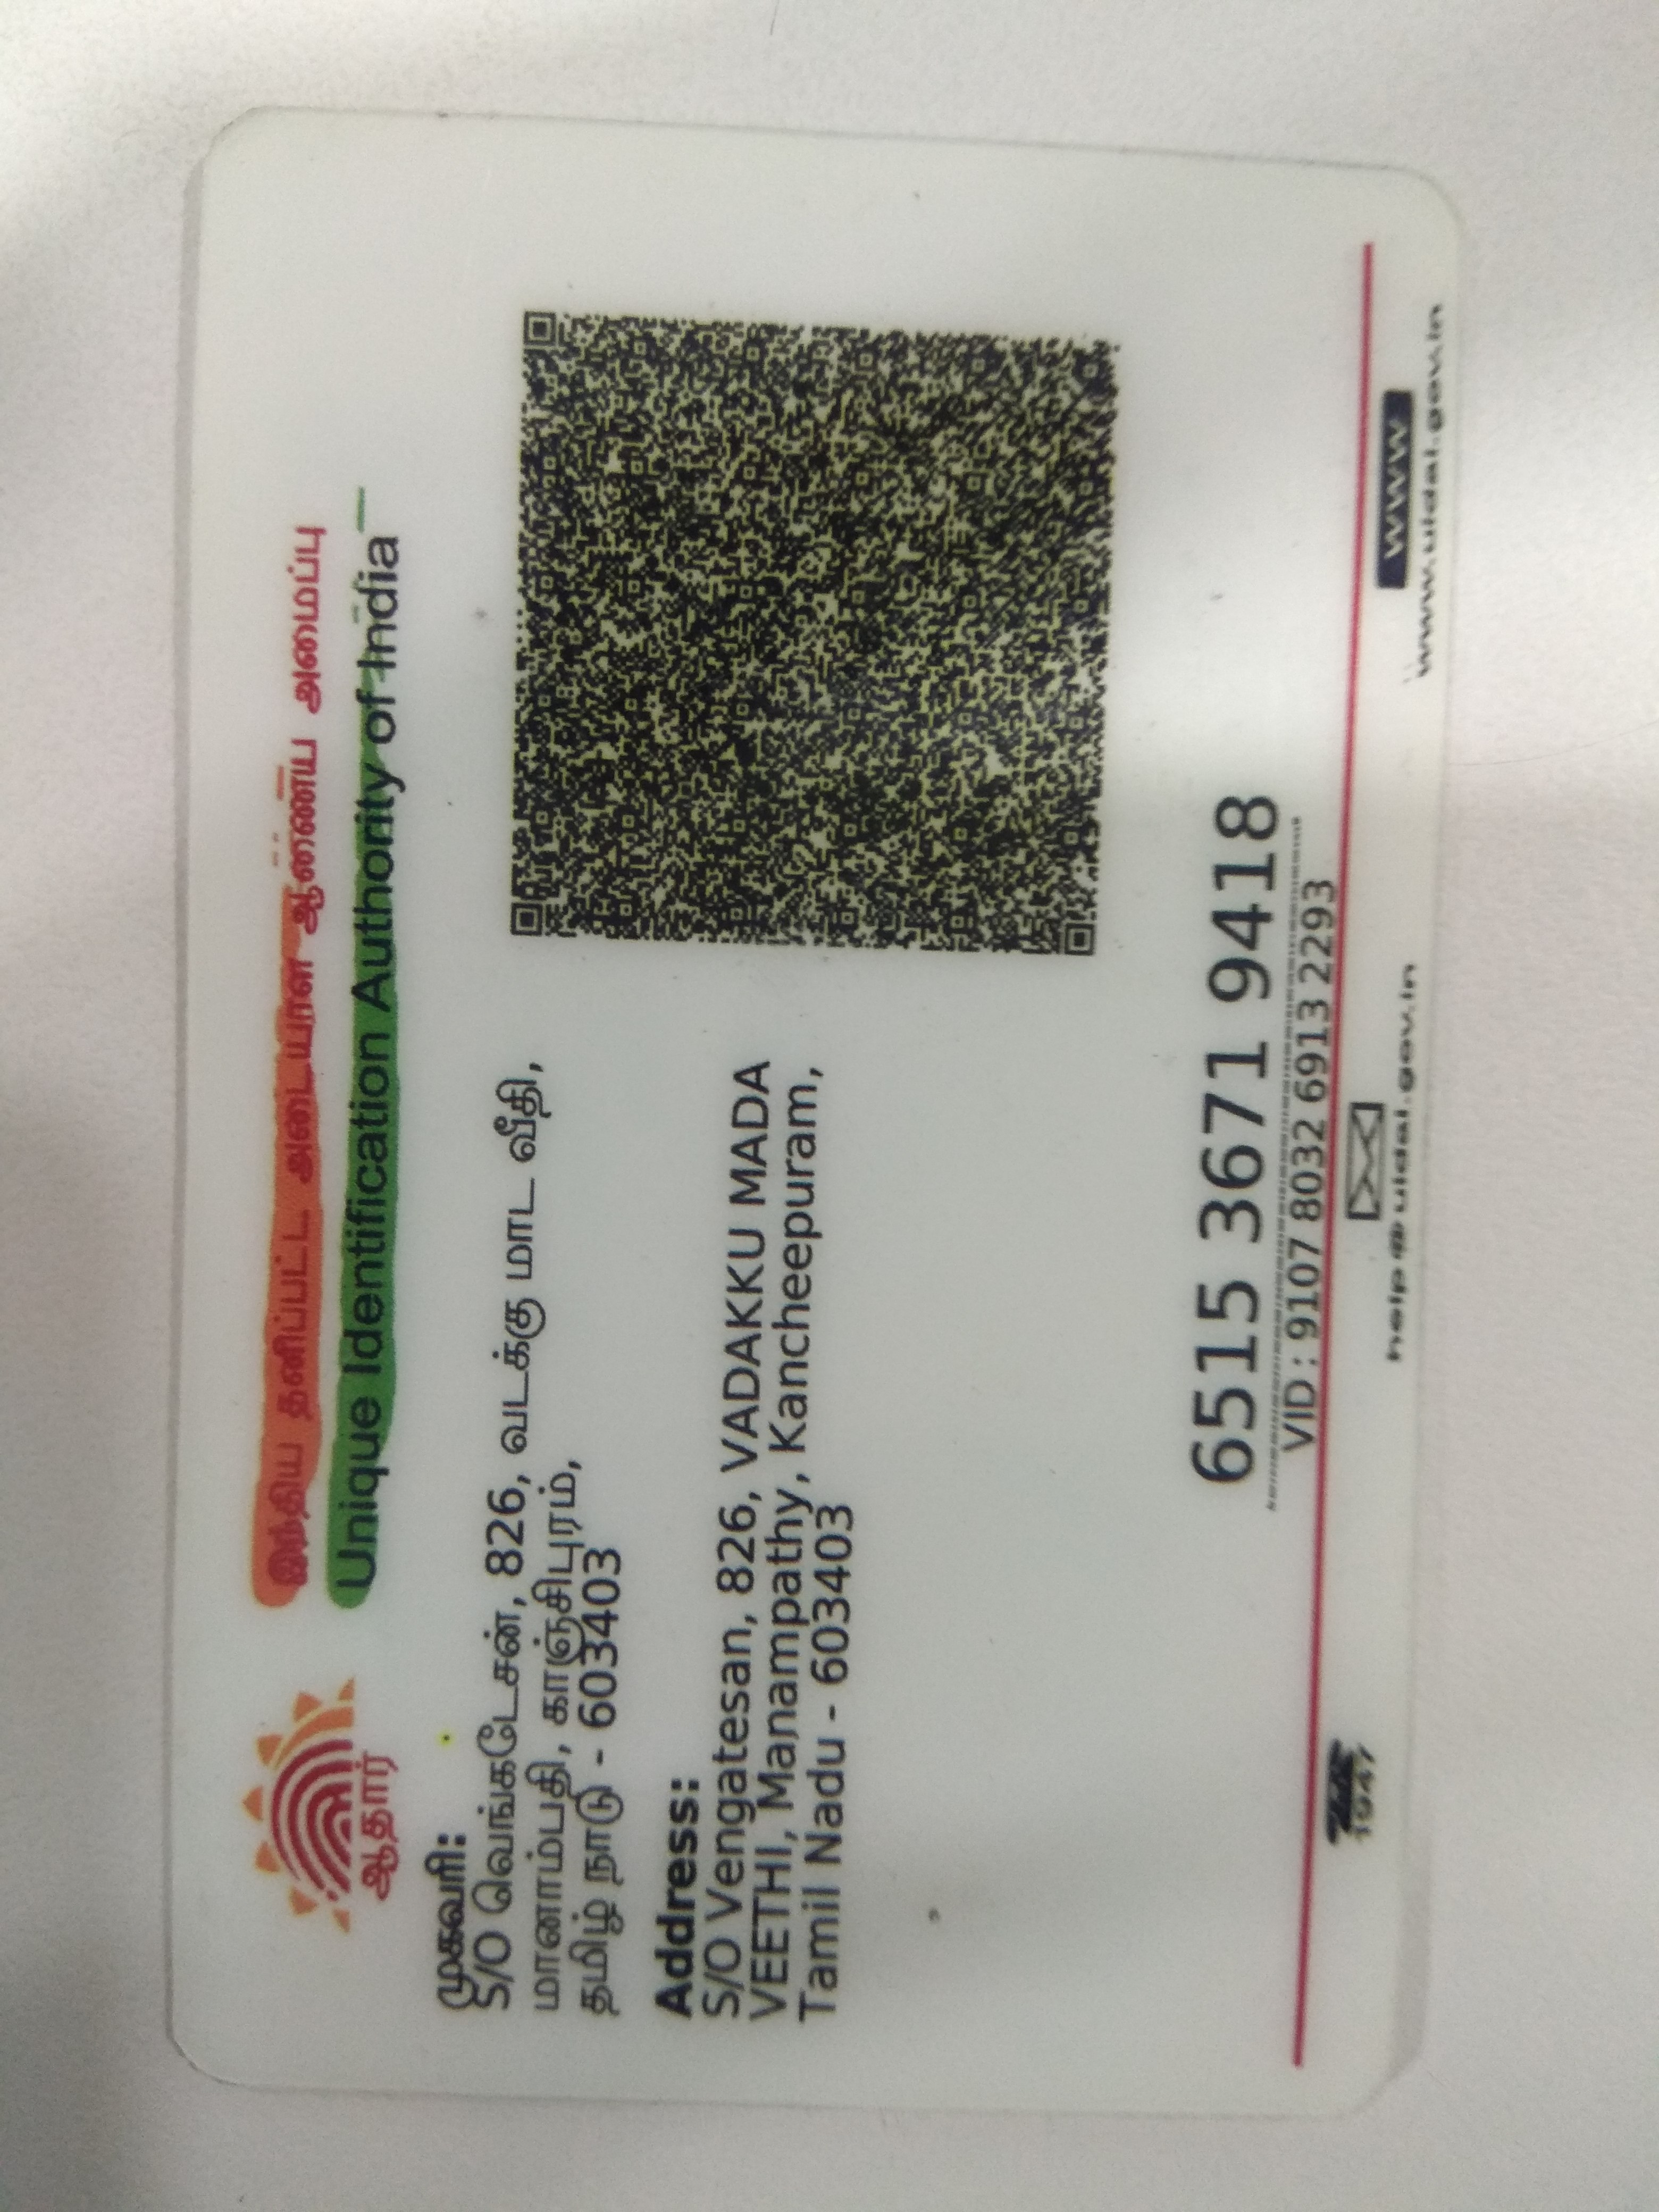 இந்திய தனிப்பட்ட அடையாள ஆணைய அமைப்பு
Unique Identification Authority of India
ஆதார்
முகவரி:
S/O வெங்கடேசன், 826, வடக்கு மாட வீதி,
மானாம்பதி, காஞ்சிபுரம்,
தமிழ் நாடு - 603403
Address:
S/O Vengatesan, 826, VADAKKU MADA
VEETHI, Manampathy, Kancheepuram,
Tamil Nadu - 603403
6515 3671 9418
VID : 9107 8032 6913 2293
1947
help@uidai.gov.in
www
www.uidai.gov.in